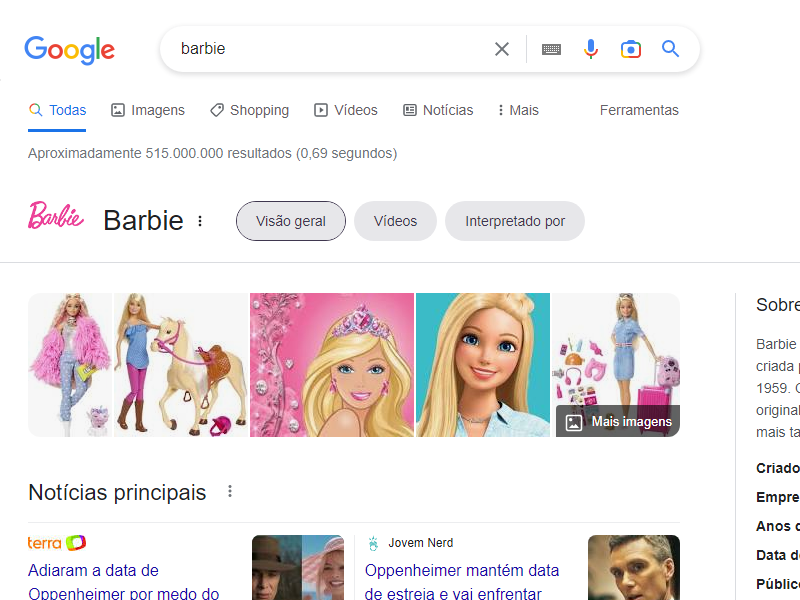 Google
barbie
Todas Imagens Shopping Vídeos Notícias Mais Ferramentas
Aproximadamente 515.000.000 resultados (0,69 segundos)
Barbie Barbie Visão geral Vídeos Interpretado por
Mais imagens
Notícias principais
terra
Adiaram a data de
Oppenheimer por medo do
Jovem Nerd
Oppenheimer mantém data
de estreia e vai enfrentar
Sobre
Barbie
criada
1959.
original
mais ta
Criado
Empre
Anos d
Data de
Públic